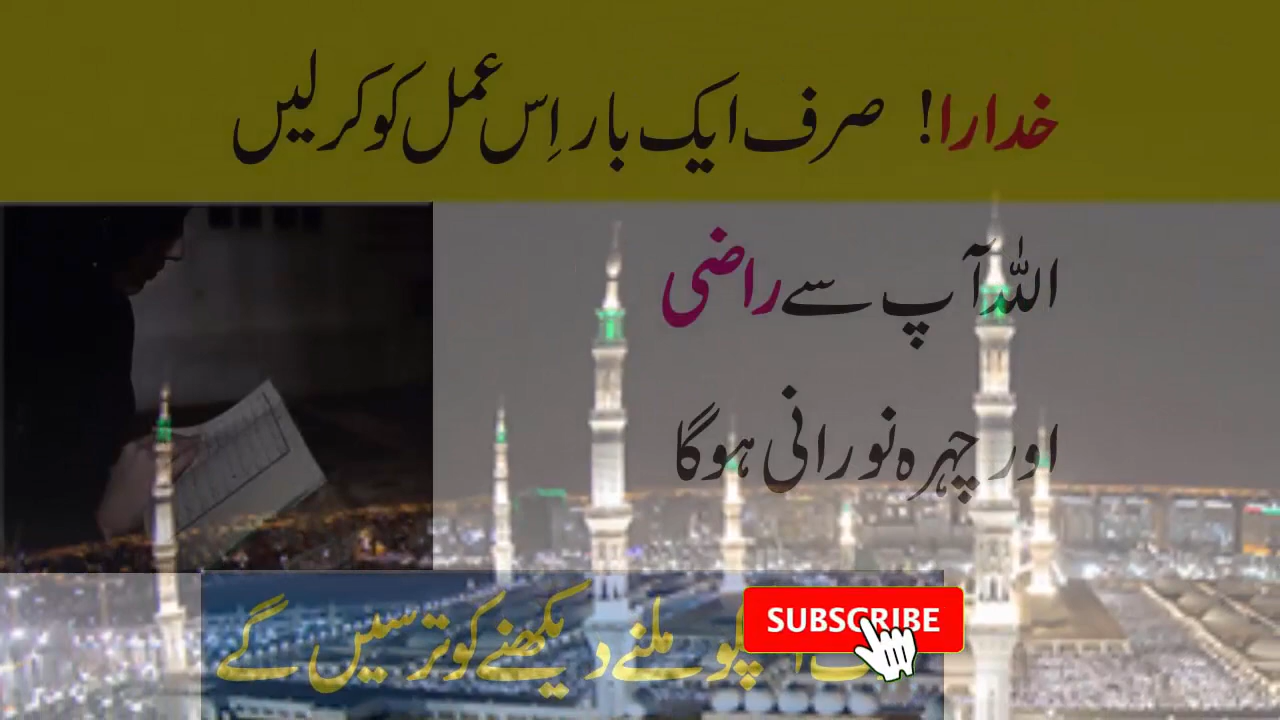 خدارا! صرف ایک بار اِس عمل کو کرلیں
اللہ آپ سے راضی
اور چہرہ نورانی ہوگا
ملنے دیکھنے کو ترسیں گے
SUBSCRIBE